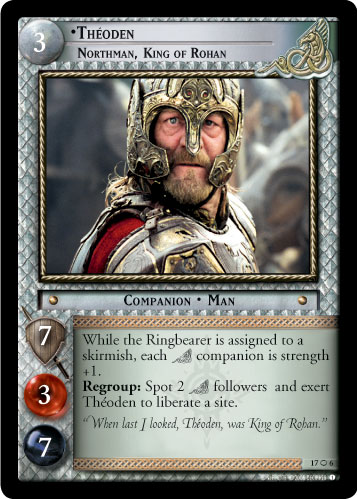 3
•Théoden
Northman, King of Rohan
Companion • Man
7
3
7
While the Ringbearer is assigned to a
skirmish, each companion is strength
+1.
Regroup: Spot 2 followers and exert
Théoden to liberate a site.
“When last I looked, Théoden, was King of Rohan.”
17 6